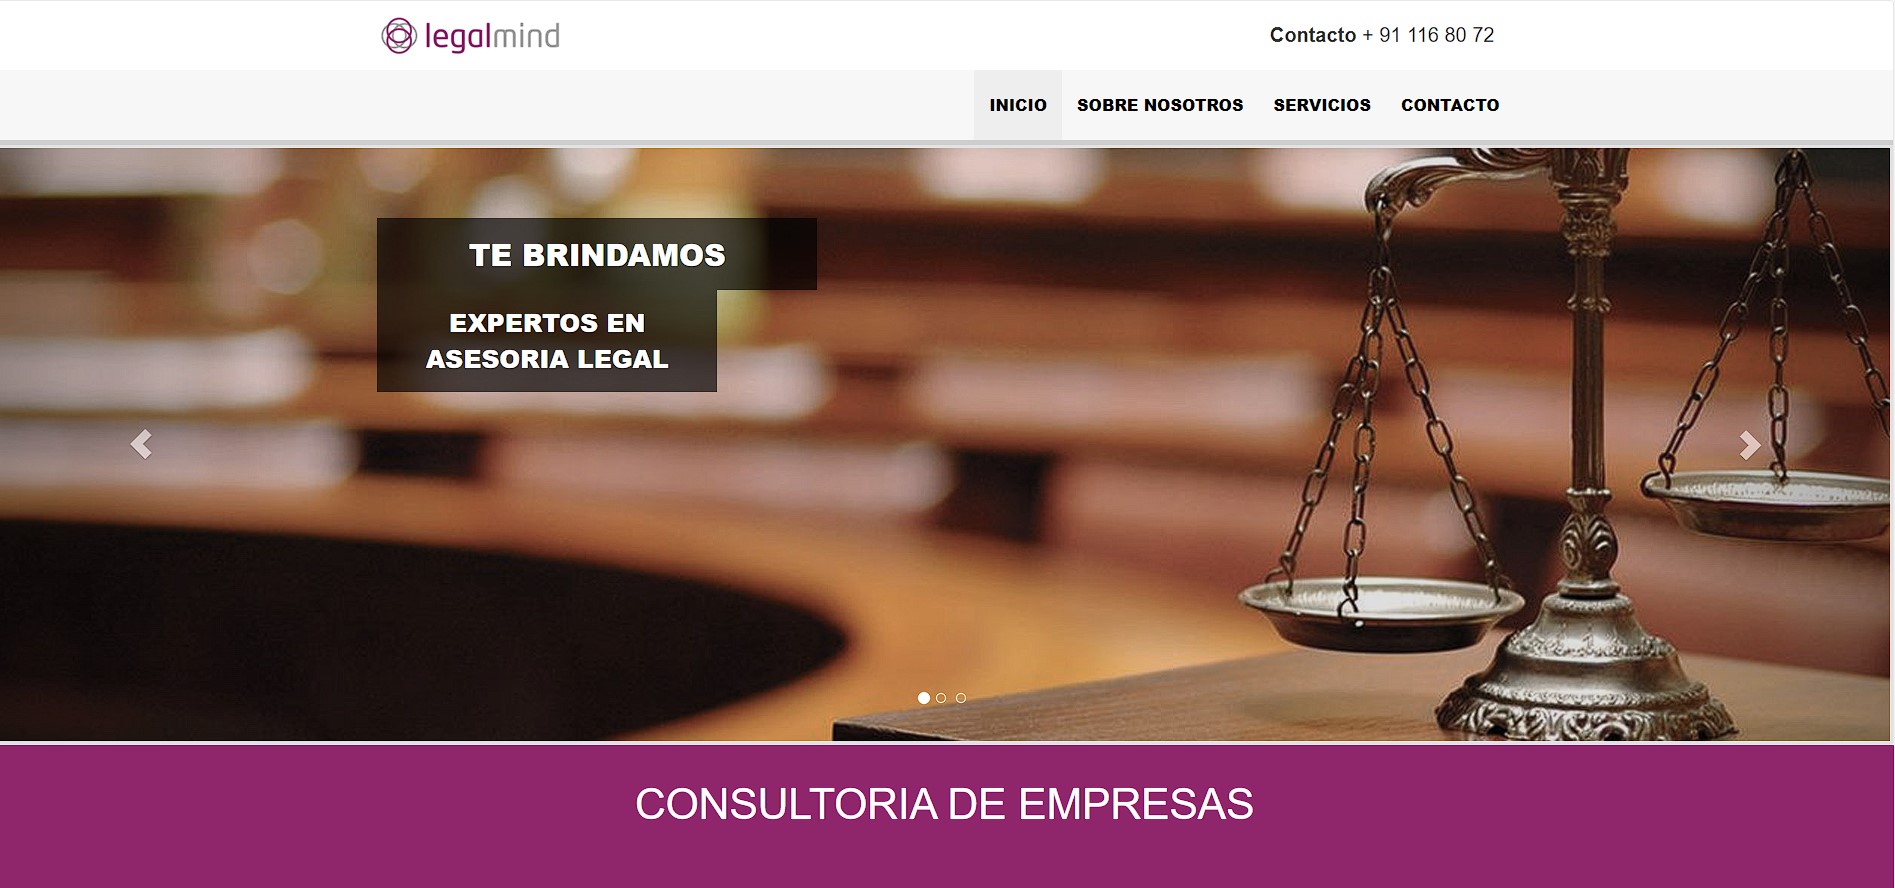 legalmind
Contacto + 91 116 80 72
INICIO SOBRE NOSOTROS SERVICIOS CONTACTO
TE BRINDAMOS
EXPERTOS EN
ASESORIA LEGAL
CONSULTORIA DE EMPRESAS